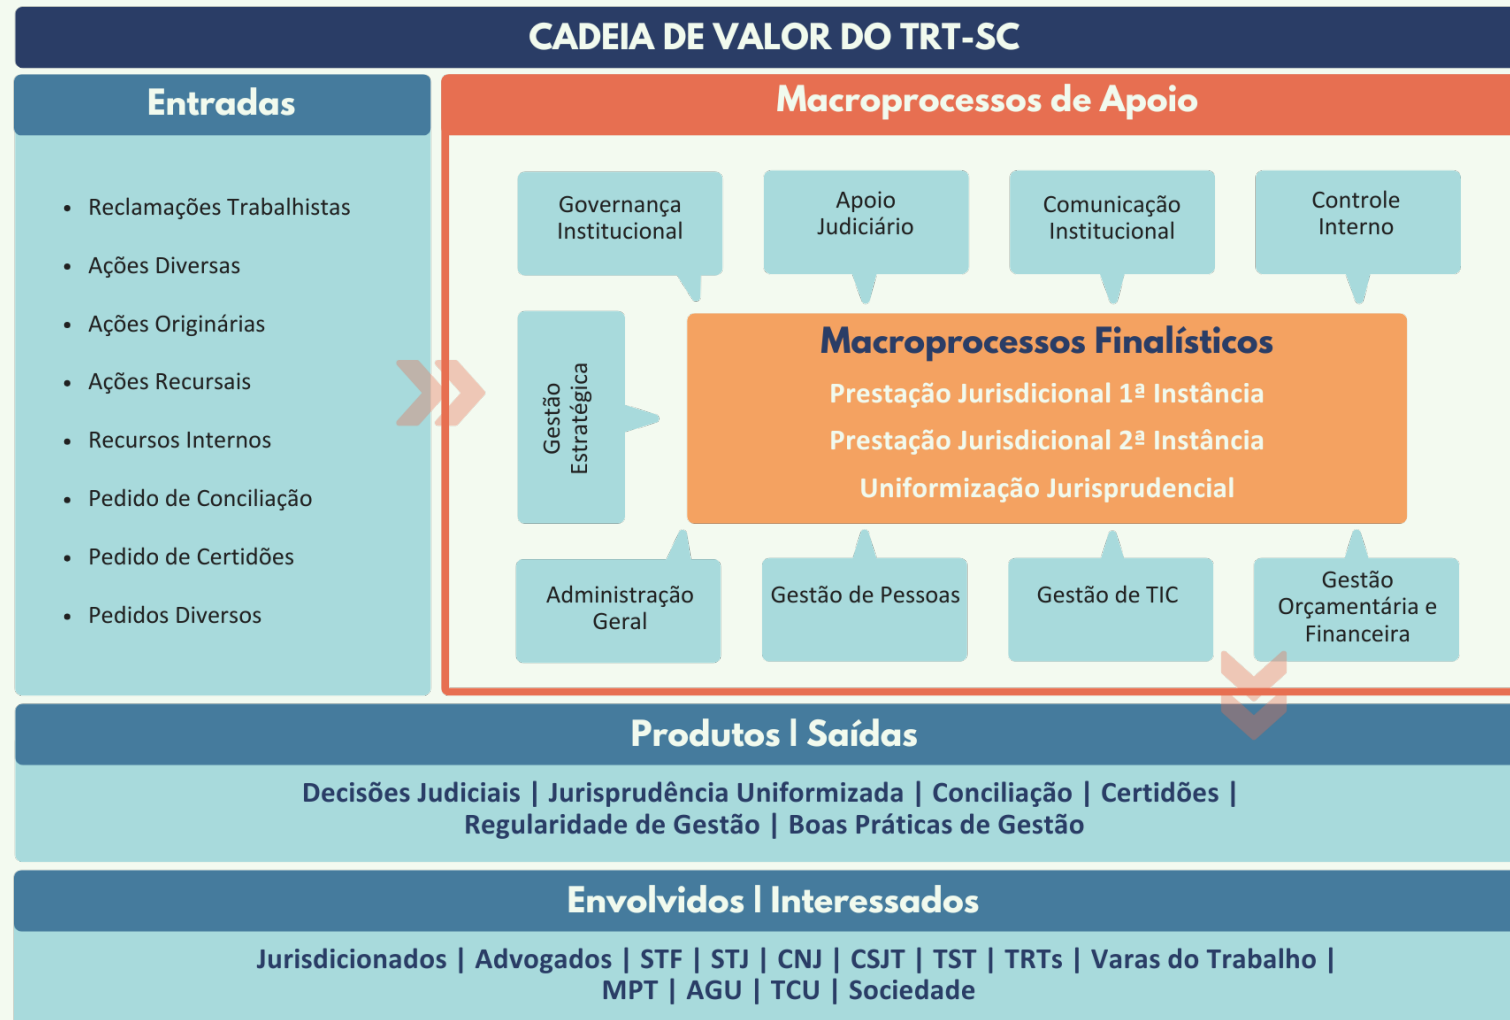 CADEIA DE VALOR DO TRT-SC
Entradas
• Reclamações Trabalhistas
• Ações Diversas
• Ações Originárias
• Ações Recursais
• Recursos Internos
• Pedido de Conciliação
• Pedido de Certidões
• Pedidos Diversos
Macroprocessos de Apoio
Governança
Institucional
Apoio
Judiciário
Comunicação
Institucional
Controle
Interno
Gestão
Estratégica
Macroprocessos Finalísticos
Prestação Jurisdicional 1ª Instância
Prestação Jurisdicional 2ª Instância
Uniformização Jurisprudencial
Administração
Geral
Gestão de Pessoas
Gestão de TIC
Gestão
Orçamentária e
Financeira
Produtos | Saídas
Decisões Judiciais | Jurisprudência Uniformizada | Conciliação | Certidões |
Regularidade de Gestão | Boas Práticas de Gestão
Envolvidos | Interessados
Jurisdicionados | Advogados | STF | STJ | CNJ | CSJT | TST | TRTs | Varas do Trabalho |
MPT | AGU | TCU | Sociedade